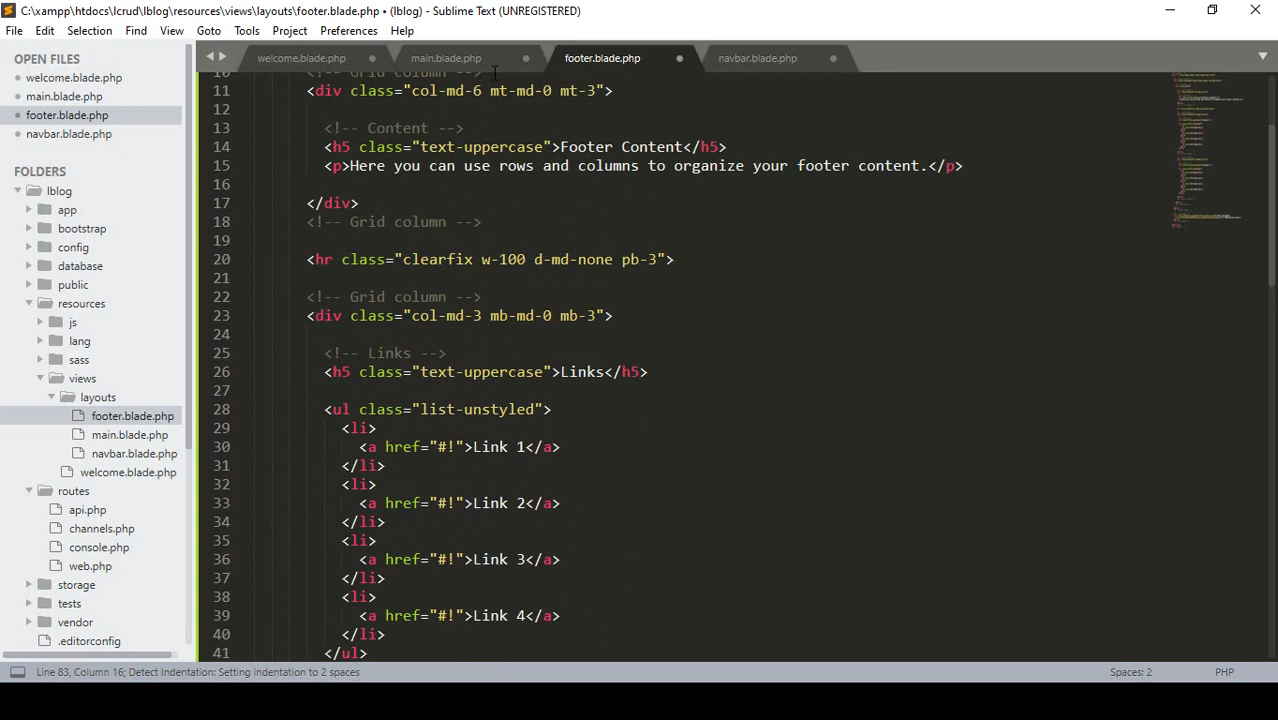 C:\xampp\htdocs\lcrud\lblog\resources\views\layouts\footer.blade.php • (lblog) - Sublime Text (UNREGISTERED)
File Edit Selection Find View Goto Tools Project Preferences Help
OPEN FILES
welcome.blade.php
main.blade.php
footer.blade.php
navbar.blade.php
FOLDERS
lblog
app
bootstrap
config
database
public
resources
js
lang
sass
views
layouts
footer.blade.php
main.blade.php
navbar.blade.php
welcome.blade.php
routes
api.php
channels.php
console.php
web.php
storage
tests
vendor
.editorconfig
welcome.blade.php main.blade.php footer.blade.php navbar.blade.php
10 <!-- Grid column -->
11 <div class="col-md-6 mt-md-0 mt-3">
12
13 <!-- Content -->
14 <h5 class="text-uppercase">Footer Content</h5>
15 <p>Here you can use rows and columns to organize your footer content.</p>
16
17 </div>
18 <!-- Grid column -->
19
20 <hr class="clearfix w-100 d-md-none pb-3">
21
22 <!-- Grid column -->
23 <div class="col-md-3 mb-md-0 mb-3">
24
25 <!-- Links -->
26 <h5 class="text-uppercase">Links</h5>
27
28 <ul class="list-unstyled">
29 <li>
30 <a href="#!">Link 1</a>
31 </li>
32 <li>
33 <a href="#!">Link 2</a>
34 </li>
35 <li>
36 <a href="#!">Link 3</a>
37 </li>
38 <li>
39 <a href="#!">Link 4</a>
40 </li>
41 </ul>
Line 83, Column 16; Detect Indentation: Setting indentation to 2 spaces Spaces: 2 PHP